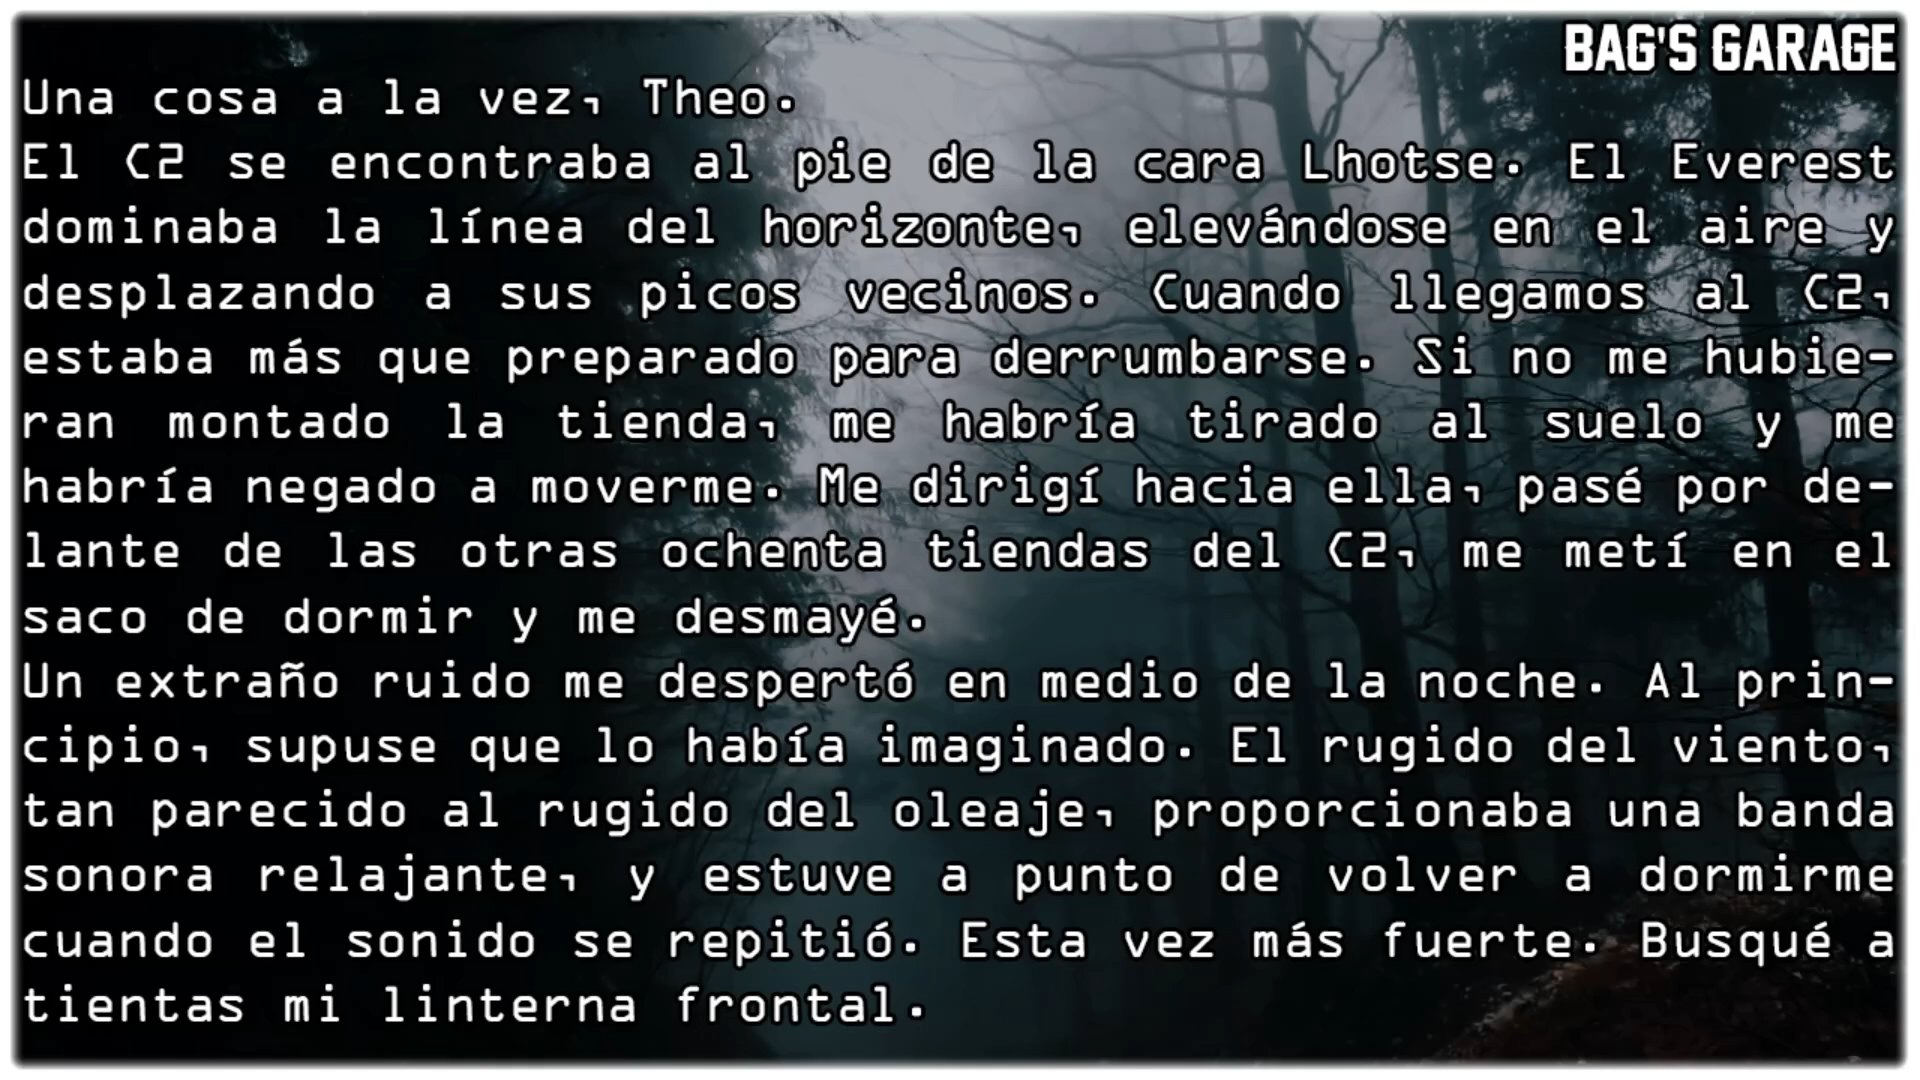 BAG'S GARAGE
Una cosa a la vez, Theo.
El C2 se encontraba al pie de la cara Lhotse. El Everest
dominaba la línea del horizonte, elevándose en el aire y
desplazando a sus picos vecinos. Cuando llegamos al C2,
estaba más que preparado para derrumbarse. Si no me hubie-
ran montado la tienda, me habría tirado al suelo y me
habría negado a moverme. Me dirigí hacia ella, pasé por de-
lante de las otras ochenta tiendas del C2, me metí en el
saco de dormir y me desmayé.
Un extraño ruido me despertó en medio de la noche. Al prin-
cipio, supuse que lo había imaginado. El rugido del viento,
tan parecido al rugido del oleaje, proporcionaba una banda
sonora relajante, y estuve a punto de volver a dormirme
cuando el sonido se repitió. Esta vez más fuerte. Busqué a
tientas mi linterna frontal.